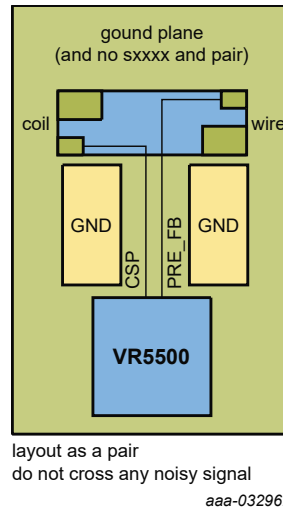 gound plane
(and no sxxxx and pair)
coil
wire
GND
CSP
PRE_FB
GND
VR5500
layout as a pair
do not cross any noisy signal
aaa-03296